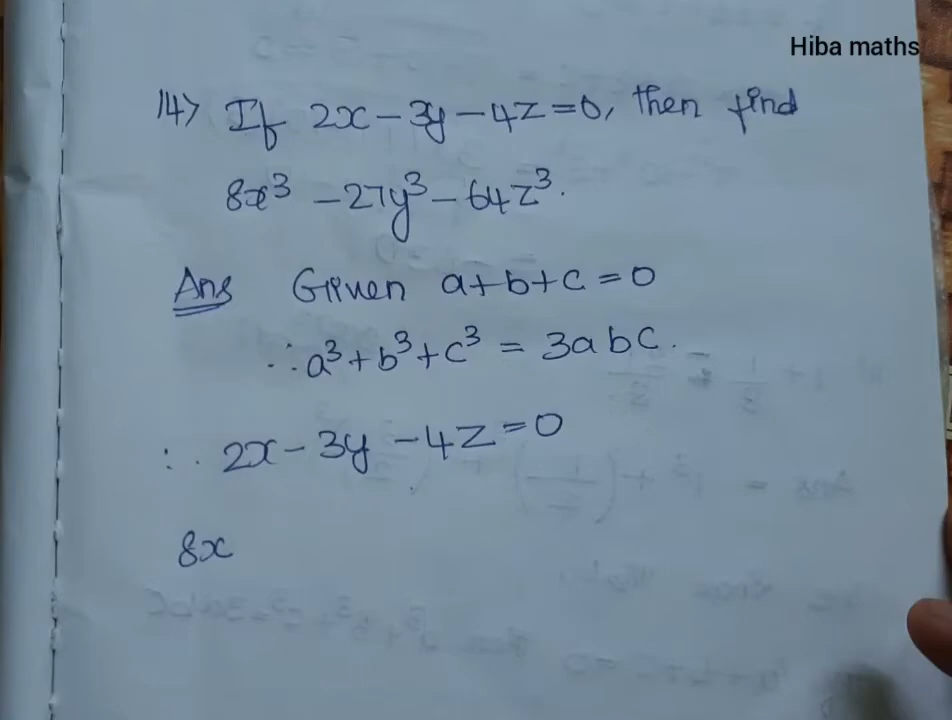 Hiba maths
14) If 2x - 3y - 4z = 0, then find
8x³ - 27y³ - 64z³.
Ans Given a + b + c = 0
∴ a³ + b³ + c³ = 3abc.
∴ 2x - 3y - 4z = 0
8x